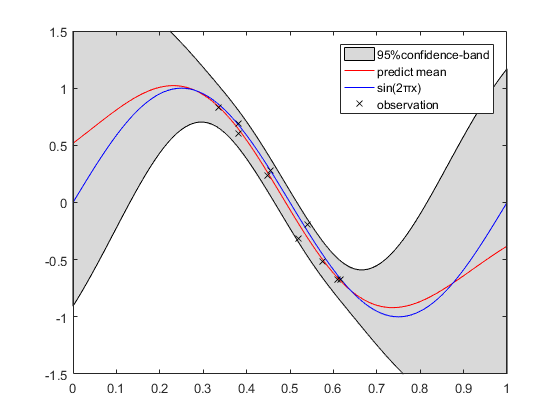 1.5
1
0.5
0
-0.5
-1
-1.5
0 0.1 0.2 0.3 0.4 0.5 0.6 0.7 0.8 0.9 1
95%confidence-band
predict mean
sin(2πx)
observation